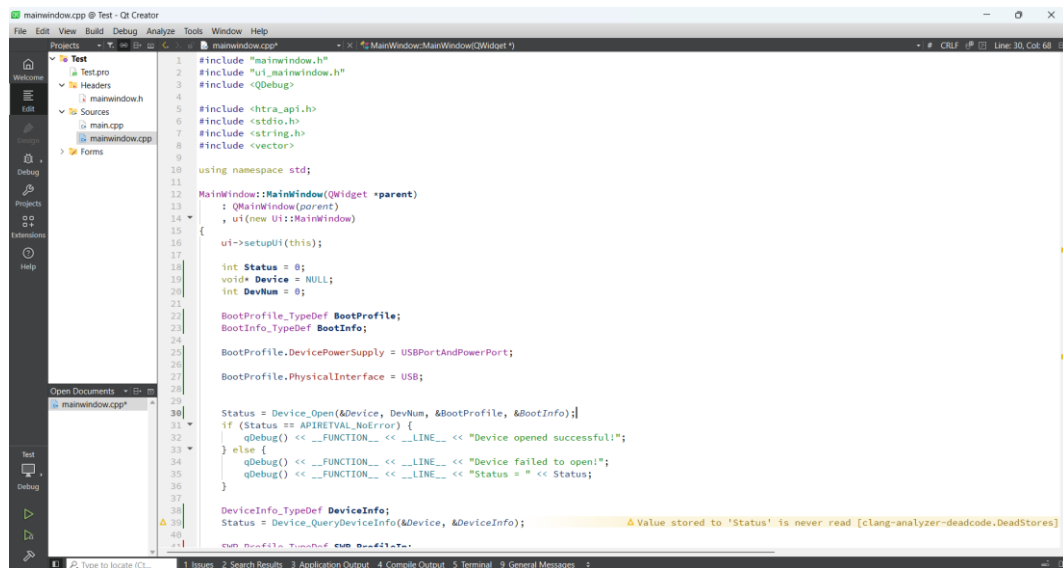 mainwindow.cpp @ Test - Qt Creator
File Edit View Build Debug Analyze Tools Window Help
Projects
mainwindow.cpp*
MainWindow::MainWindow(QWidget *)
# CRLF
Line: 30, Col: 68
Welcome
Edit
Design
Debug
Projects
Extensions
Help
Test
Debug
Test
Test.pro
Headers
mainwindow.h
Sources
main.cpp
mainwindow.cpp
Forms
Open Documents
mainwindow.cpp*
1 #include "mainwindow.h"
2 #include "ui_mainwindow.h"
3 #include <QDebug>
4
5 #include <htra_api.h>
6 #include <stdio.h>
7 #include <string.h>
8 #include <vector>
9
10 using namespace std;
11
12 MainWindow::MainWindow(QWidget *parent)
13 : QMainWindow(parent)
14 , ui(new Ui::MainWindow)
15 {
16 ui->setupUi(this);
17
18 int Status = 0;
19 void* Device = NULL;
20 int DevNum = 0;
21
22 BootProfile_TypeDef BootProfile;
23 BootInfo_TypeDef BootInfo;
24
25 BootProfile.DevicePowerSupply = USBPortAndPowerPort;
26
27 BootProfile.PhysicalInterface = USB;
28
29
30 Status = Device_Open(&Device, DevNum, &BootProfile, &BootInfo);
31 if (Status == APIRETVAL_NoError) {
32 qDebug() << __FUNCTION__ << __LINE__ << "Device opened successful!";
33 } else {
34 qDebug() << __FUNCTION__ << __LINE__ << "Device failed to open!";
35 qDebug() << __FUNCTION__ << __LINE__ << "Status = " << Status;
36 }
37
38 DeviceInfo_TypeDef DeviceInfo;
39 Status = Device_QueryDeviceInfo(&Device, &DeviceInfo); Value stored to 'Status' is never read [clang-analyzer-deadcode.DeadStores]
40
Type to locate (Ct...
1 Issues 2 Search Results 3 Application Output 4 Compile Output 5 Terminal 9 General Messages